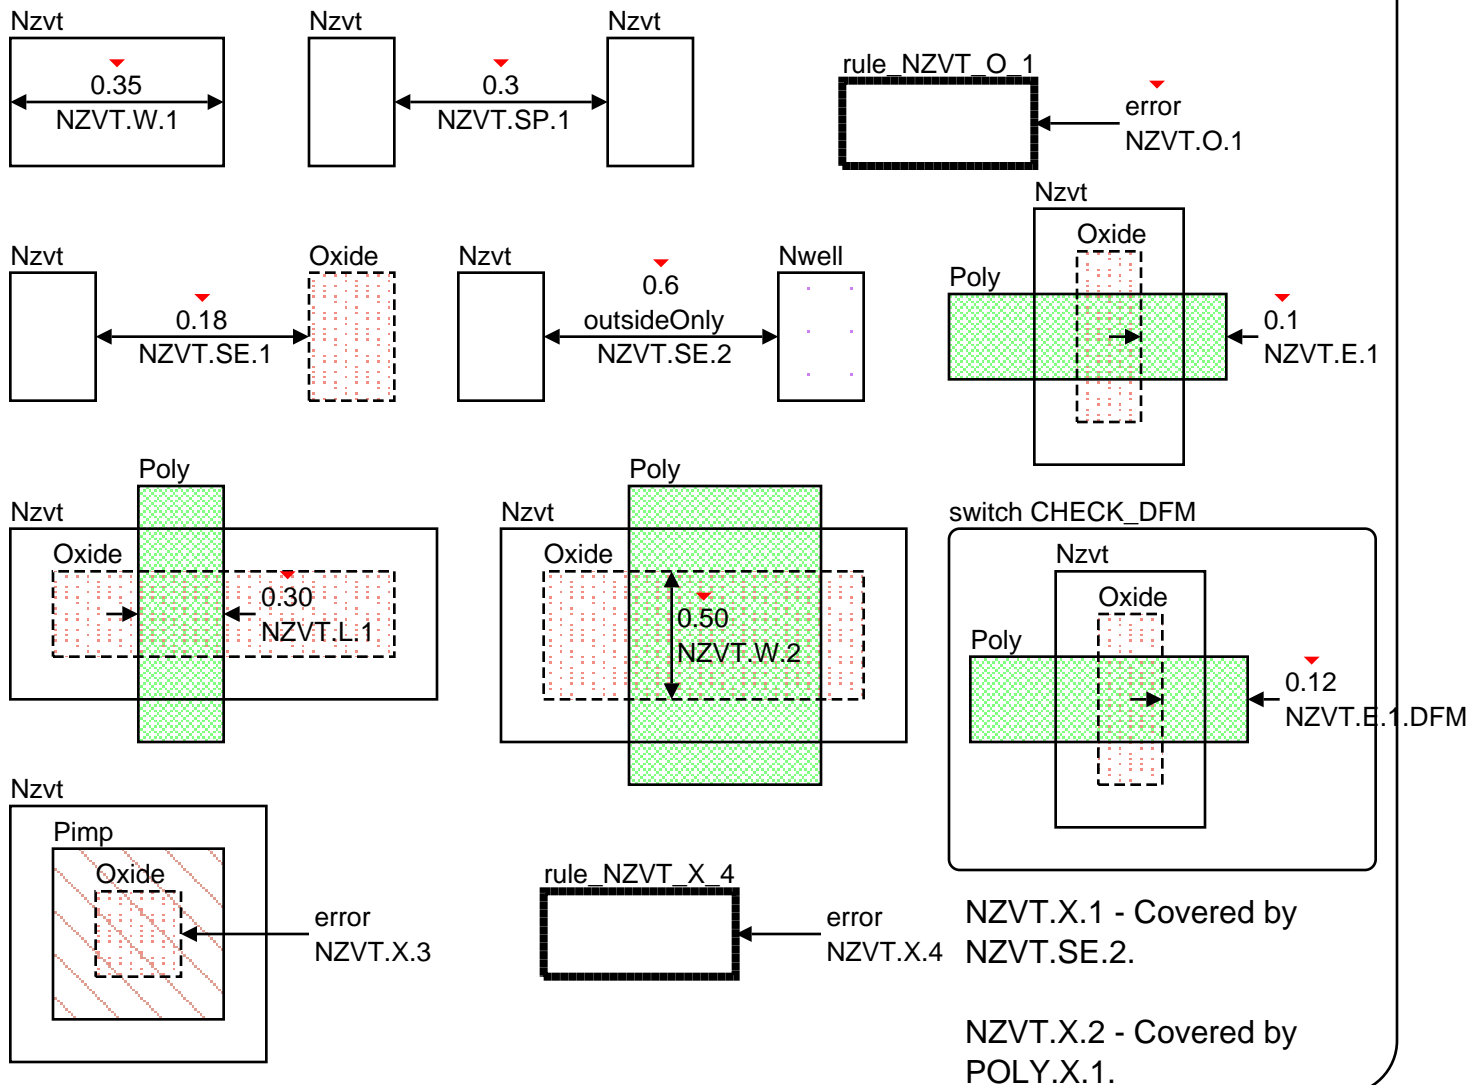 Nzvt
0.35
NZVT.W.1
Nzvt
Nzvt
0.3
NZVT.SP.1
rule_NZVT_O_1
error
NZVT.O.1
Nzvt
Oxide
0.18
NZVT.SE.1
Nzvt
Nwell
0.6
outsideOnly
NZVT.SE.2
Nzvt
Oxide
Poly
0.1
NZVT.E.1
Poly
Nzvt
Oxide
0.30
NZVT.L.1
Poly
Nzvt
Oxide
0.50
NZVT.W.2
switch CHECK_DFM
Nzvt
Oxide
Poly
0.12
NZVT.E.1.DFM
Nzvt
Pimp
Oxide
error
NZVT.X.3
rule_NZVT_X_4
error
NZVT.X.4
NZVT.X.1 - Covered by
NZVT.SE.2.
NZVT.X.2 - Covered by
POLY.X.1.